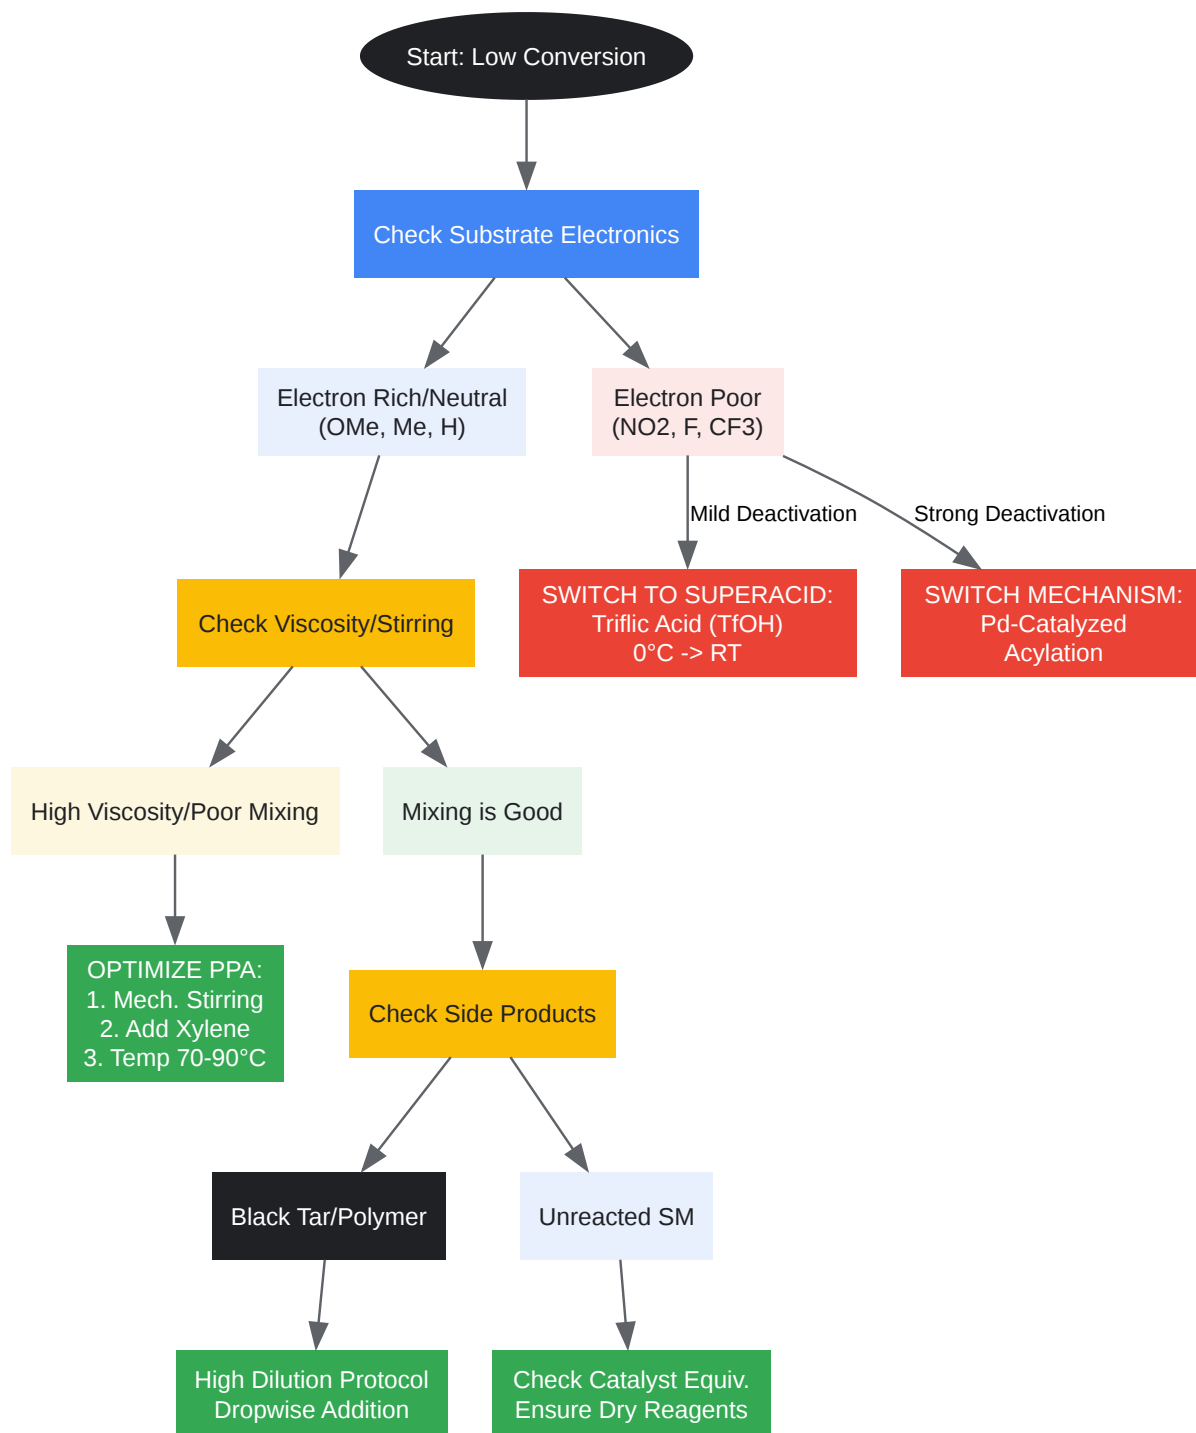 Start: Low Conversion
Check Substrate Electronics
Electron Rich/Neutral
(OMe, Me, H)
Electron Poor
(NO2, F, CF3)
Mild Deactivation
Strong Deactivation
Check Viscosity/Stirring
SWITCH TO SUPERACID:
Triflic Acid (TfOH)
0°C -> RT
SWITCH MECHANISM:
Pd-Catalyzed
Acylation
High Viscosity/Poor Mixing
Mixing is Good
OPTIMIZE PPA:
1. Mech. Stirring
2. Add Xylene
3. Temp 70-90°C
Check Side Products
Black Tar/Polymer
Unreacted SM
High Dilution Protocol
Dropwise Addition
Check Catalyst Equiv.
Ensure Dry Reagents